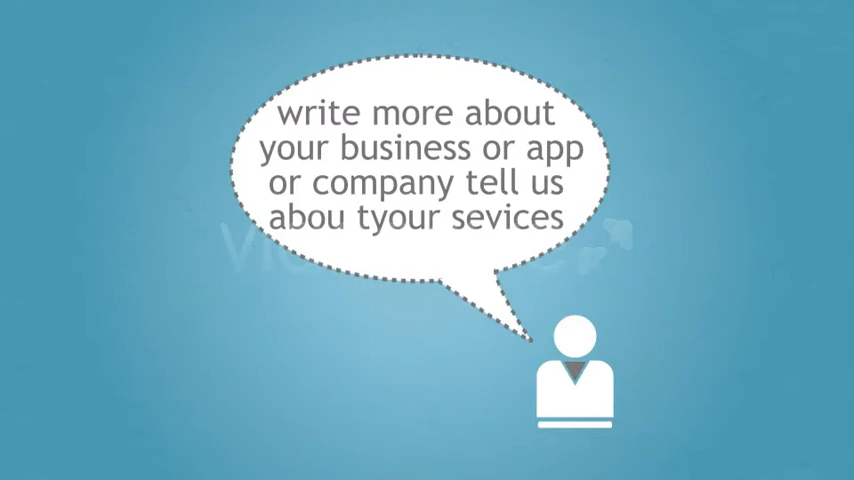 write more about
your business or app
or company tell us
abou tyour sevices